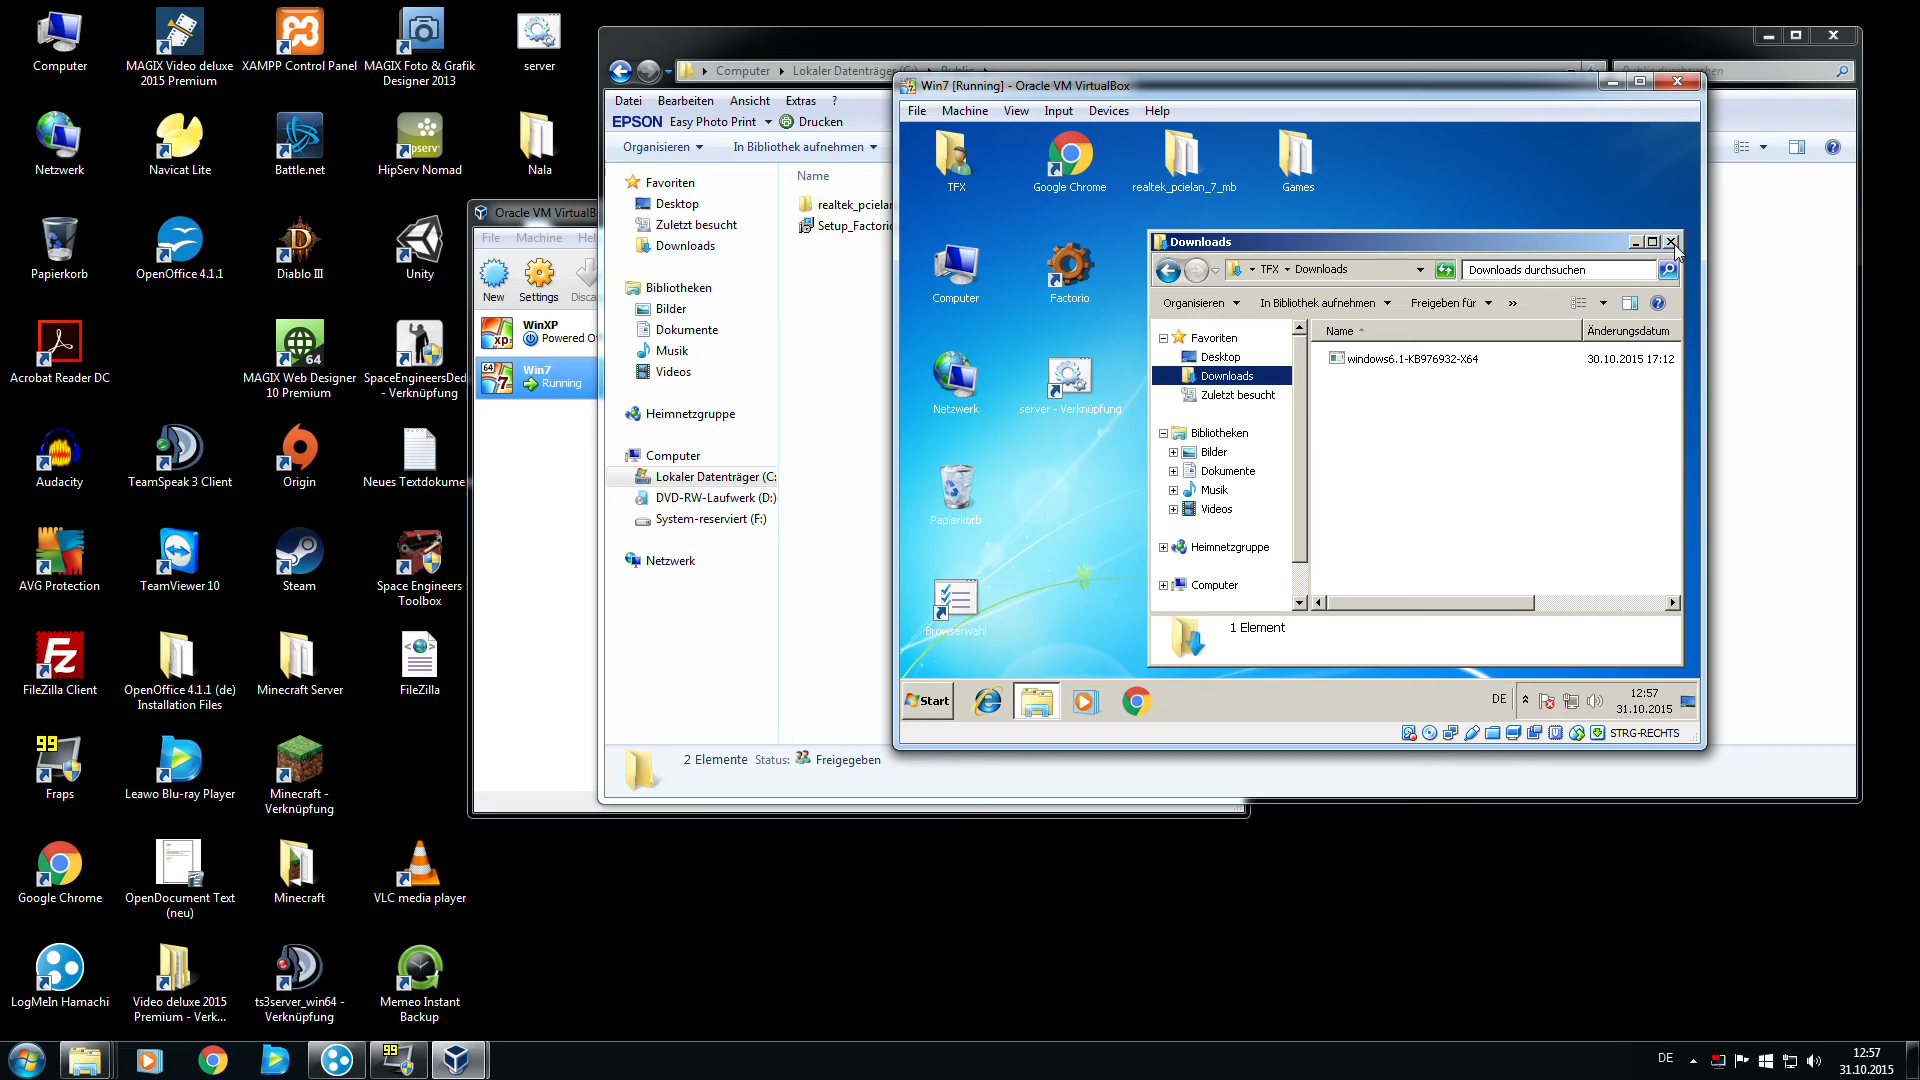 Computer
MAGIX Video deluxe
2015 Premium
XAMPP Control Panel
MAGIX Foto & Grafik
Designer 2013
server
Netzwerk
Navicat Lite
Battle.net
HipServ Nomad
Nala
Papierkorb
OpenOffice 4.1.1
Diablo III
Unity
Acrobat Reader DC
MAGIX Web Designer
10 Premium
SpaceEngineersDed
- Verknüpfung
Audacity
TeamSpeak 3 Client
Origin
Neues Textdokume
AVG Protection
TeamViewer 10
Steam
Space Engineers
Toolbox
FileZilla Client
OpenOffice 4.1.1 (de)
Installation Files
Minecraft Server
FileZilla
99
Fraps
Leawo Blu-ray Player
Minecraft -
Verknüpfung
Google Chrome
OpenDocument Text
(neu)
Minecraft
VLC media player
LogMeIn Hamachi
Video deluxe 2015
Premium - Verk...
ts3server_win64 -
Verknüpfung
Memeo Instant
Backup
Oracle VM VirtualB
File Machine Hel
New Settings Disca
WinXP
Powered O
Win7
Running
Computer Lokaler Datenträger (C:) Public
Public durchsuchen
Datei Bearbeiten Ansicht Extras ?
EPSON Easy Photo Print Drucken
Organisieren In Bibliothek aufnehmen
Favoriten
Desktop
Zuletzt besucht
Downloads
Bibliotheken
Bilder
Dokumente
Musik
Videos
Heimnetzgruppe
Computer
Lokaler Datenträger (C:
DVD-RW-Laufwerk (D:)
System-reserviert (F:)
Netzwerk
Name
realtek_pcielan
Setup_Factorio
2 Elemente Status: Freigegeben
Win7 [Running] - Oracle VM VirtualBox
File Machine View Input Devices Help
TFX
Google Chrome
realtek_pcielan_7_mb
Games
Computer
Factorio
Netzwerk
server - Verknüpfung
Papierkorb
Browserwahl
Downloads
TFX Downloads
Downloads durchsuchen
Organisieren In Bibliothek aufnehmen Freigeben für »
Favoriten
Desktop
Downloads
Zuletzt besucht
Bibliotheken
Bilder
Dokumente
Musik
Videos
Heimnetzgruppe
Computer
Name Änderungsdatum
windows6.1-KB976932-X64 30.10.2015 17:12
1 Element
Start
DE
12:57
31.10.2015
STRG-RECHTS
99
DE
12:57
31.10.2015